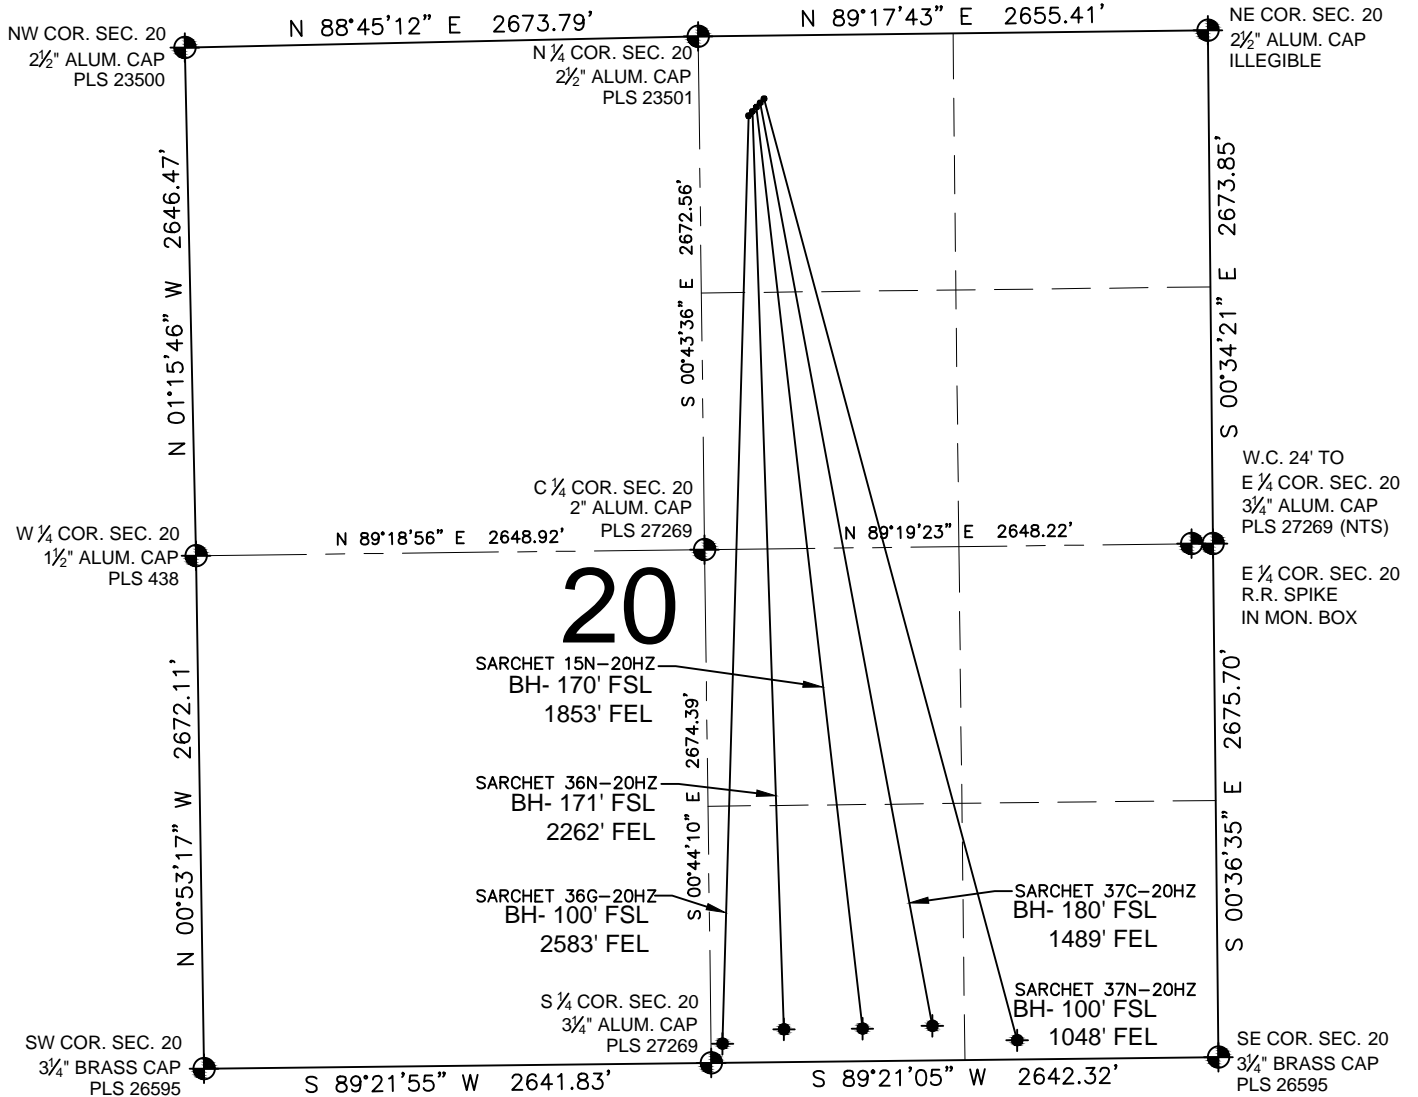 N 88°45'12" E 2673.79'
N 89°17'43" E 2655.41'
NW COR. SEC. 20
2½" ALUM. CAP
PLS 23500
N ¼ COR. SEC. 20
2½" ALUM. CAP
PLS 23501
NE COR. SEC. 20
2½" ALUM. CAP
ILLEGIBLE
N 01°15'46" W 2646.47'
S 00°43'36" E 2672.56'
S 00°34'21" E 2673.85'
W ¼ COR. SEC. 20
1½" ALUM. CAP
PLS 438
N 89°18'56" E 2648.92'
C ¼ COR. SEC. 20
2" ALUM. CAP
PLS 27269
N 89°19'23" E 2648.22'
W.C. 24' TO
E ¼ COR. SEC. 20
3¼" ALUM. CAP
PLS 27269 (NTS)
E ¼ COR. SEC. 20
R.R. SPIKE
IN MON. BOX
20
SARCHET 15N-20HZ
BH- 170' FSL
1853' FEL
SARCHET 36N-20HZ
BH- 171' FSL
2262' FEL
SARCHET 36G-20HZ
BH- 100' FSL
2583' FEL
SARCHET 37C-20HZ
BH- 180' FSL
1489' FEL
SARCHET 37N-20HZ
BH- 100' FSL
1048' FEL
N 00°53'17" W 2672.11'
S 00°44'10" E 2674.39'
S 00°36'35" E 2675.70'
SW COR. SEC. 20
3¼" BRASS CAP
PLS 26595
S ¼ COR. SEC. 20
3¼" ALUM. CAP
PLS 27269
SE COR. SEC. 20
3¼" BRASS CAP
PLS 26595
S 89°21'55" W 2641.83'
S 89°21'05" W 2642.32'